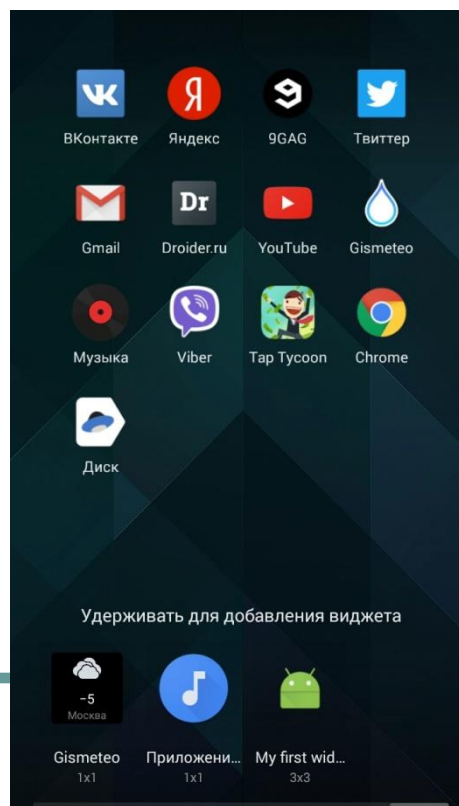 ВКонтакте Яндекс 9GAG Твиттер
Dr
Gmail Droider.ru YouTube Gismeteo
Музыка Viber Tap Tycoon Chrome
Диск
Удерживать для добавления виджета
-5
Москва
Gismeteo Приложени... My first wid...
1x1 1x1 3x3